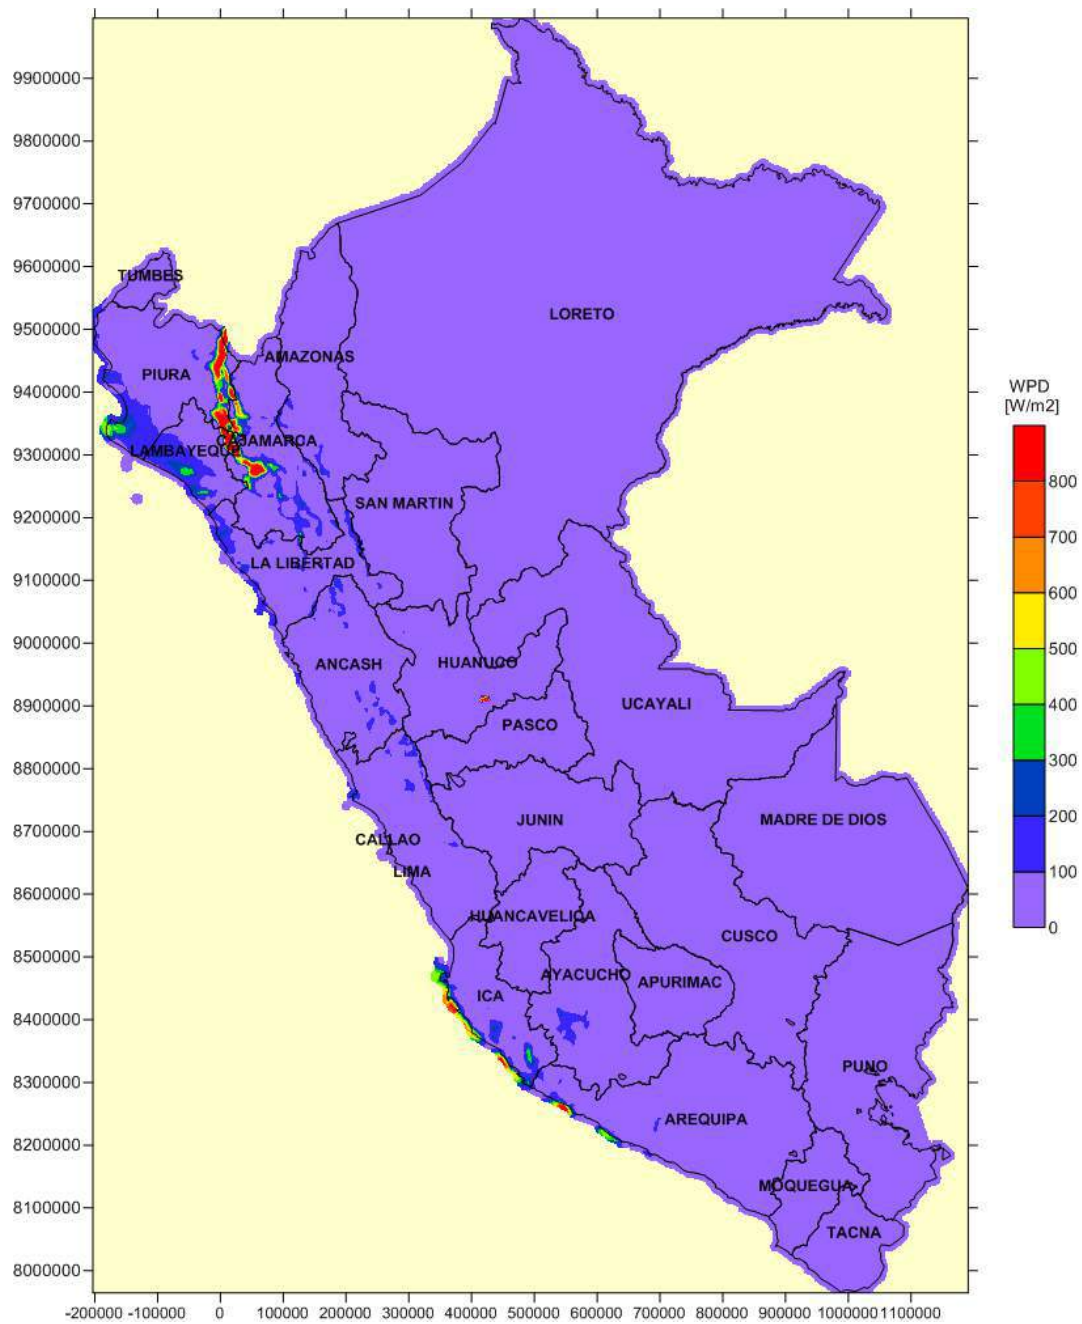 9900000
9800000
9700000
9600000
9500000
9400000
9300000
9200000
9100000
9000000
8900000
8800000
8700000
8600000
8500000
8400000
8300000
8200000
8100000
8000000
TUMBES
LORETO
AMAZONAS
PIURA
CAJAMARCA
LAMBAYEQUE
SAN MARTIN
LA LIBERTAD
ANCASH
HUANUCO
UCAYALI
PASCO
JUNIN
MADRE DE DIOS
CALLAO
LIMA
HUANCAVELICA
CUSCO
AYACUCHO
APURIMAC
ICA
PUNO
AREQUIPA
MOQUEGUA
TACNA
WPD
[W/m2]
800
700
600
500
400
300
200
100
0
-200000 -100000 0 100000 200000 300000 400000 500000 600000 700000 800000 900000 1000000 1100000